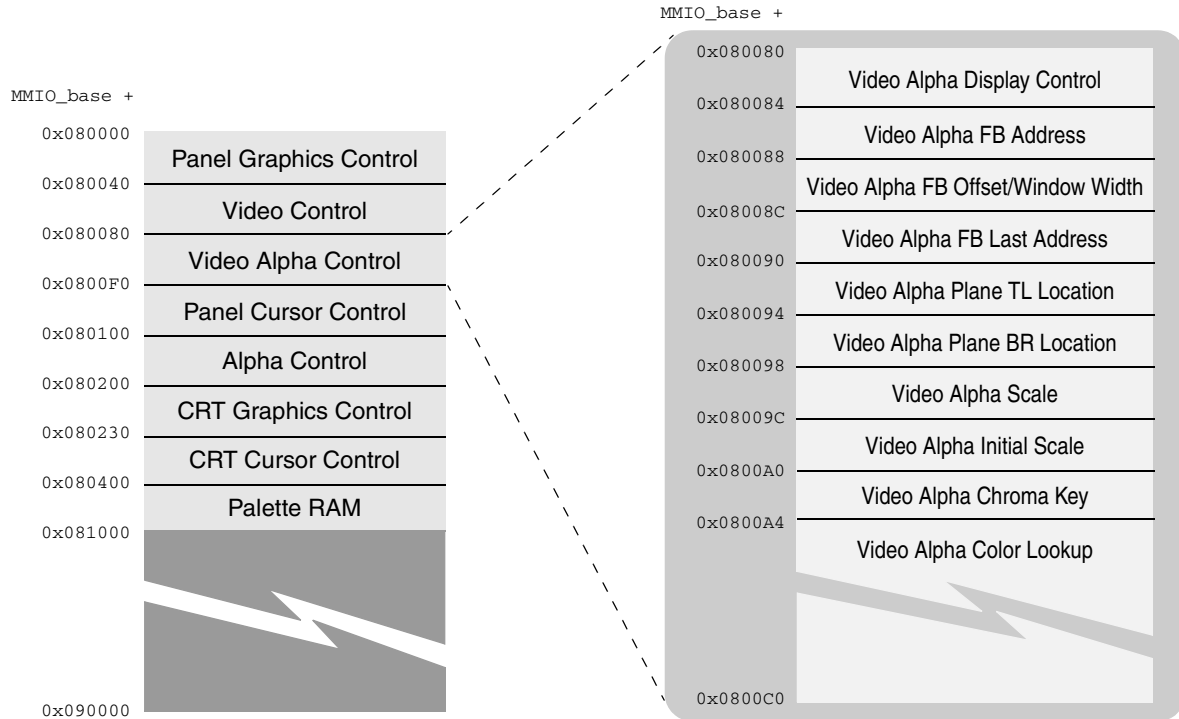 MMIO_base +
0x080000
Panel Graphics Control
0x080040
Video Control
0x080080
Video Alpha Control
0x0800F0
Panel Cursor Control
0x080100
Alpha Control
0x080200
CRT Graphics Control
0x080230
CRT Cursor Control
0x080400
Palette RAM
0x081000
0x090000
MMIO_base +
0x080080
Video Alpha Display Control
0x080084
Video Alpha FB Address
0x080088
Video Alpha FB Offset/Window Width
0x08008C
Video Alpha FB Last Address
0x080090
Video Alpha Plane TL Location
0x080094
Video Alpha Plane BR Location
0x080098
Video Alpha Scale
0x08009C
Video Alpha Initial Scale
0x0800A0
Video Alpha Chroma Key
0x0800A4
Video Alpha Color Lookup
0x0800C0